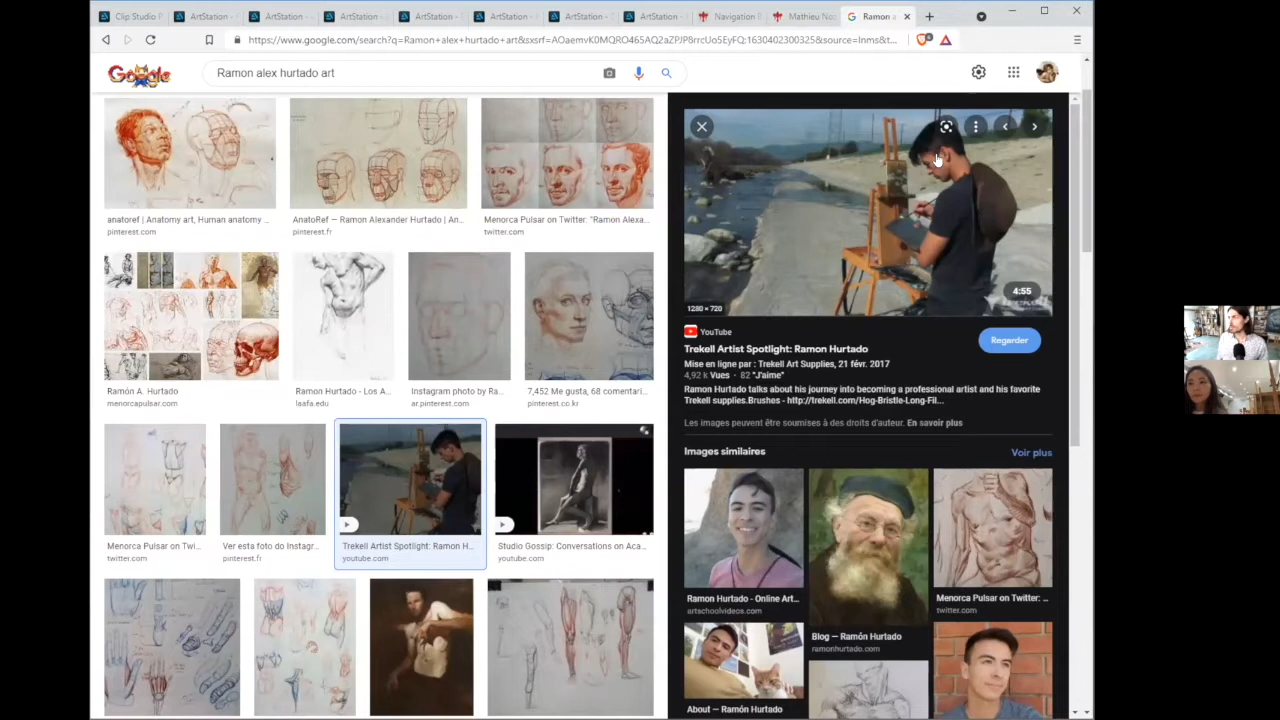 Clip Studio P
ArtStation -
ArtStation -
ArtStation -
ArtStation -
ArtStation -
ArtStation -
ArtStation -
Navigation B
Mathieu No
Ramon a
https://www.google.com/search?q=Ramon+alex+hurtado+art&sxsrf=
Google
Ramon alex hurtado art
anatoref | Anatomy art, Human anatomy ...
pinterest.com
AnatoRef — Ramon Alexander Hurtado | An...
pinterest.fr
Menorca Pulsar on Twitter: "Ramon Alexa...
twitter.com
Ramón A. Hurtado
menorcapulsar.com
Ramon Hurtado - Los A...
laafa.edu
Instagram photo by Ra...
ar.pinterest.com
7,452 Me gusta, 68 comentari...
pinterest.co.kr
Menorca Pulsar on Twi...
twitter.com
Ver esta foto do Instagr...
pinterest.fr
Trekell Artist Spotlight: Ramon H...
youtube.com
Studio Gossip: Conversations on Aca...
youtube.com
4:55
1280 × 720
YouTube
Regarder
Trekell Artist Spotlight: Ramon Hurtado
Mise en ligne par : Trekell Art Supplies, 21 févr. 2017
4,92 k Vues · 82 "J'aime"
Ramon Hurtado talks about his journey into becoming a professional artist and his favorite
Trekell supplies.Brushes - http://trekell.com/Hog-Bristle-Long-Fil...
Les images peuvent être soumises à des droits d'auteur. En savoir plus
Images similaires
Voir plus
Ramon Hurtado - Online Art...
artschoolvideos.com
Blog — Ramón Hurtado
ramonhurtado.com
Menorca Pulsar on Twitter: ...
twitter.com
About — Ramón Hurtado